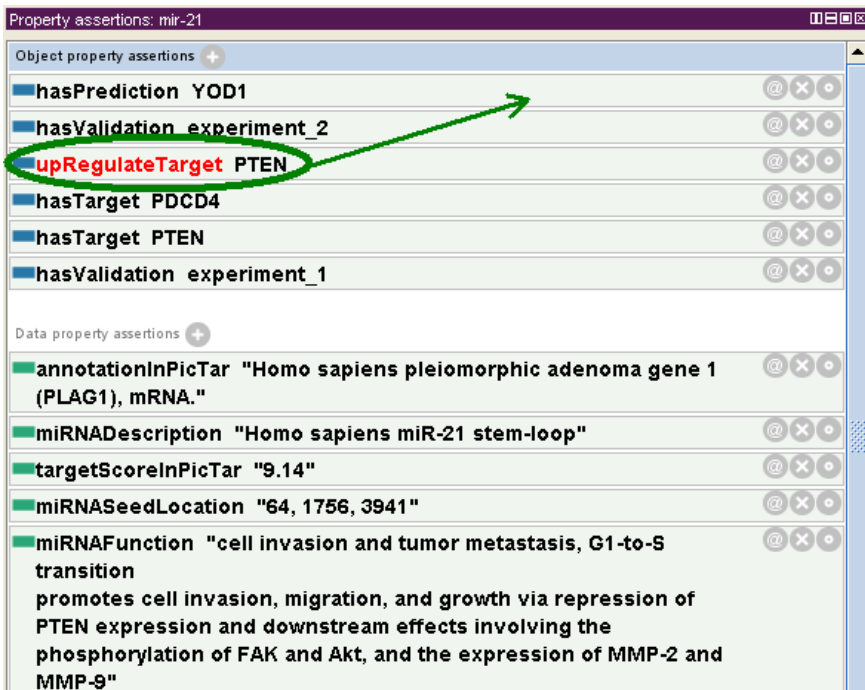 Property assertions: mir-21
Object property assertions
hasPrediction YOD1
hasValidation experiment_2
upRegulateTarget PTEN
hasTarget PDCD4
hasTarget PTEN
hasValidation experiment_1
Data property assertions
annotationInPicTar "Homo sapiens pleiomorphic adenoma gene 1
(PLAG1), mRNA."
miRNADescription "Homo sapiens miR-21 stem-loop"
targetScoreInPicTar "9.14"
miRNASeedLocation "64, 1756, 3941"
miRNAFunction "cell invasion and tumor metastasis, G1-to-S
transition
promotes cell invasion, migration, and growth via repression of
PTEN expression and downstream effects involving the
phosphorylation of FAK and Akt, and the expression of MMP-2 and
MMP-9"